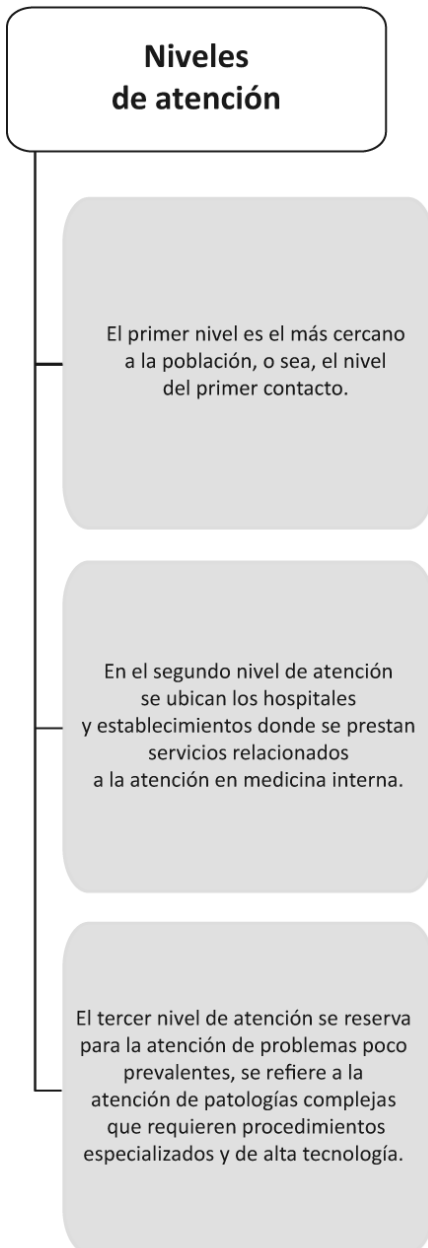 Niveles
de atención
El primer nivel es el más cercano
a la población, o sea, el nivel
del primer contacto.
En el segundo nivel de atención
se ubican los hospitales
y establecimientos donde se prestan
servicios relacionados
a la atención en medicina interna.
El tercer nivel de atención se reserva
para la atención de problemas poco
prevalentes, se refiere a la
atención de patologías complejas
que requieren procedimientos
especializados y de alta tecnología.